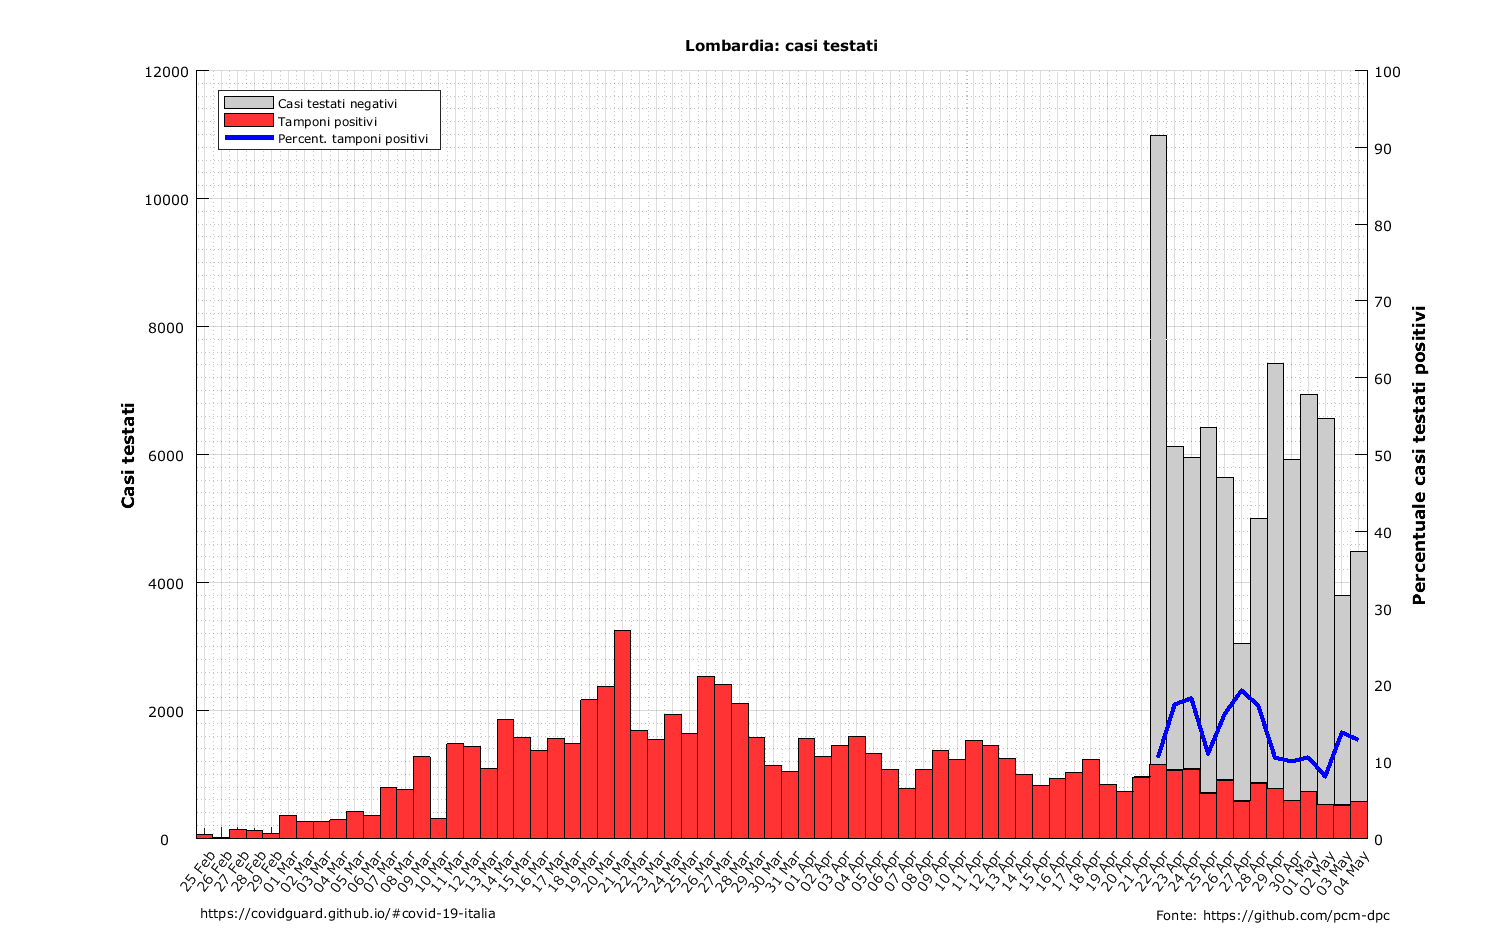 Lombardia: casi testati
12000
10000
8000
6000
4000
2000
0
Casi testati
Casi testati negativi
Tamponi positivi
Percent. tamponi positivi
100
90
80
70
60
50
40
30
20
10
0
Percentuale casi testati positivi
25 Feb
26 Feb
27 Feb
28 Feb
29 Feb
01 Mar
02 Mar
03 Mar
04 Mar
05 Mar
06 Mar
07 Mar
08 Mar
09 Mar
10 Mar
11 Mar
12 Mar
13 Mar
14 Mar
15 Mar
16 Mar
17 Mar
18 Mar
19 Mar
20 Mar
21 Mar
22 Mar
23 Mar
24 Mar
25 Mar
26 Mar
27 Mar
28 Mar
29 Mar
30 Mar
31 Mar
01 Apr
02 Apr
03 Apr
04 Apr
05 Apr
06 Apr
07 Apr
08 Apr
09 Apr
10 Apr
11 Apr
12 Apr
13 Apr
14 Apr
15 Apr
16 Apr
17 Apr
18 Apr
19 Apr
20 Apr
21 Apr
22 Apr
23 Apr
24 Apr
25 Apr
26 Apr
27 Apr
28 Apr
29 Apr
30 Apr
01 May
02 May
03 May
04 May
https://covidguard.github.io/#covid-19-italia
Fonte: https://github.com/pcm-dpc